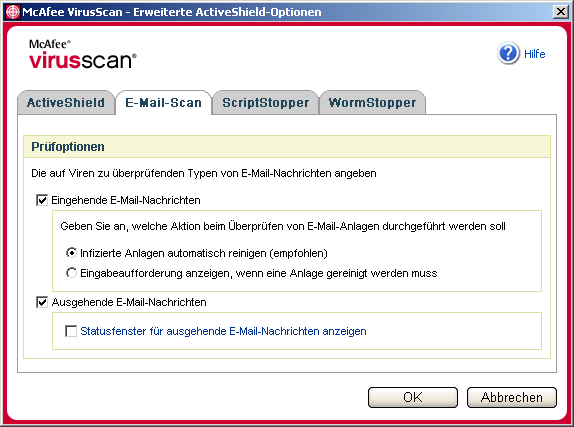 McAfee VirusScan - Erweiterte ActiveShield-Optionen
McAfee®
virusscan®
Hilfe
ActiveShield
E-Mail-Scan
ScriptStopper
WormStopper
Prüfoptionen
Die auf Viren zu überprüfenden Typen von E-Mail-Nachrichten angeben
Eingehende E-Mail-Nachrichten
Geben Sie an, welche Aktion beim Überprüfen von E-Mail-Anlagen durchgeführt werden soll
Infizierte Anlagen automatisch reinigen (empfohlen)
Eingabeaufforderung anzeigen, wenn eine Anlage gereinigt werden muss
Ausgehende E-Mail-Nachrichten
Statusfenster für ausgehende E-Mail-Nachrichten anzeigen
OK
Abbrechen